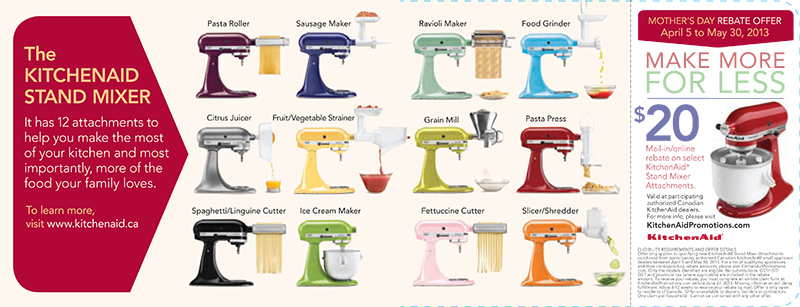 The
KITCHENAID
STAND MIXER
It has 12 attachments to
help you make the most
of your kitchen and most
importantly, more of the
food your family loves.
To learn more,
visit www.kitchenaid.ca
Pasta Roller
Sausage Maker
Ravioli Maker
Food Grinder
Citrus Juicer
Fruit/Vegetable Strainer
Grain Mill
Pasta Press
Spaghetti/Linguine Cutter
Ice Cream Maker
Fettuccine Cutter
Slicer/Shredder
MOTHER'S DAY REBATE OFFER
April 5 to May 30, 2013
MAKE MORE
FOR LESS
$20
Mail-in/online
rebate on select
KitchenAid®
Stand Mixer
Attachments.
Valid at participating
authorized Canadian
KitchenAid dealers.
For more info, please visit
KitchenAidPromotions.com
KitchenAid
ELIGIBILITY REQUIREMENTS AND OFFER DETAILS